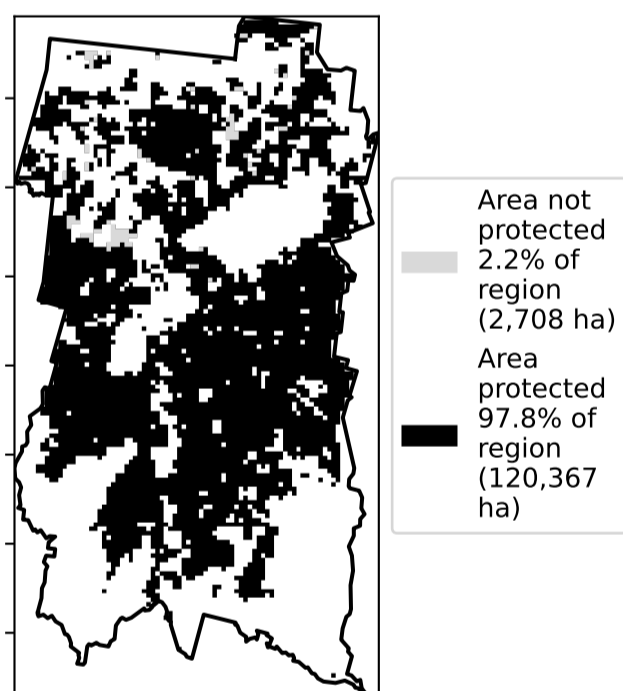 Area not
protected
2.2% of
region
(2,708 ha)
Area
protected
97.8% of
region
(120,367
ha)